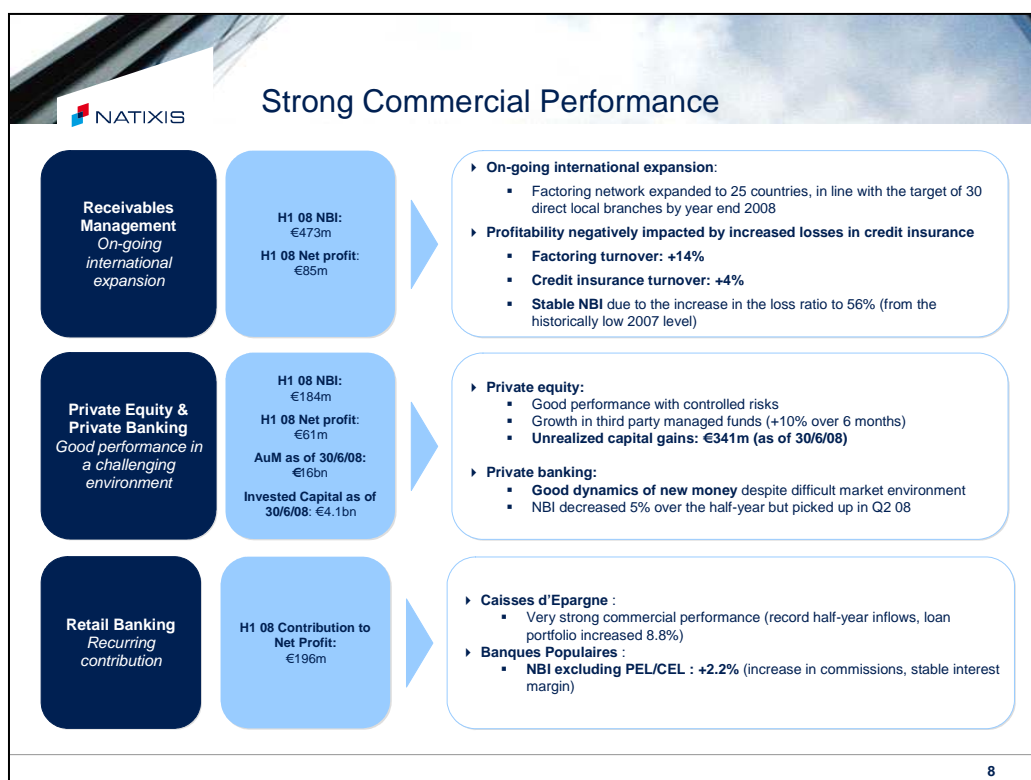 NATIXIS
Strong Commercial Performance
Receivables
Management
On-going
international
expansion
H1 08 NBI:
€473m
H1 08 Net profit:
€85m
On-going international expansion:
Factoring network expanded to 25 countries, in line with the target of 30
direct local branches by year end 2008
Profitability negatively impacted by increased losses in credit insurance
Factoring turnover: +14%
Credit insurance turnover: +4%
Stable NBI due to the increase in the loss ratio to 56% (from the
historically low 2007 level)
Private Equity &
Private Banking
Good performance in
a challenging
environment
H1 08 NBI:
€184m
H1 08 Net profit:
€61m
AuM as of 30/6/08:
€16bn
Invested Capital as of
30/6/08: €4.1bn
Private equity:
Good performance with controlled risks
Growth in third party managed funds (+10% over 6 months)
Unrealized capital gains: €341m (as of 30/6/08)
Private banking:
Good dynamics of new money despite difficult market environment
NBI decreased 5% over the half-year but picked up in Q2 08
Retail Banking
Recurring
contribution
H1 08 Contribution to
Net Profit:
€196m
Caisses d'Epargne :
Very strong commercial performance (record half-year inflows, loan
portfolio increased 8.8%)
Banques Populaires :
NBI excluding PEL/CEL : +2.2% (increase in commissions, stable interest
margin)
8